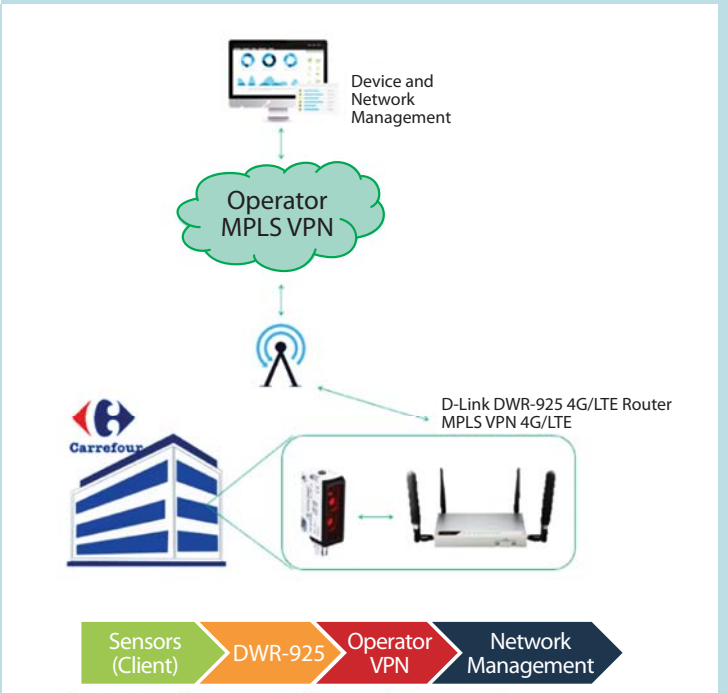 Device and
Network
Management
Operator
MPLS VPN
D-Link DWR-925 4G/LTE Router
MPLS VPN 4G/LTE
Carrefour
Sensors
(Client)
DWR-925
Operator
VPN
Network
Management